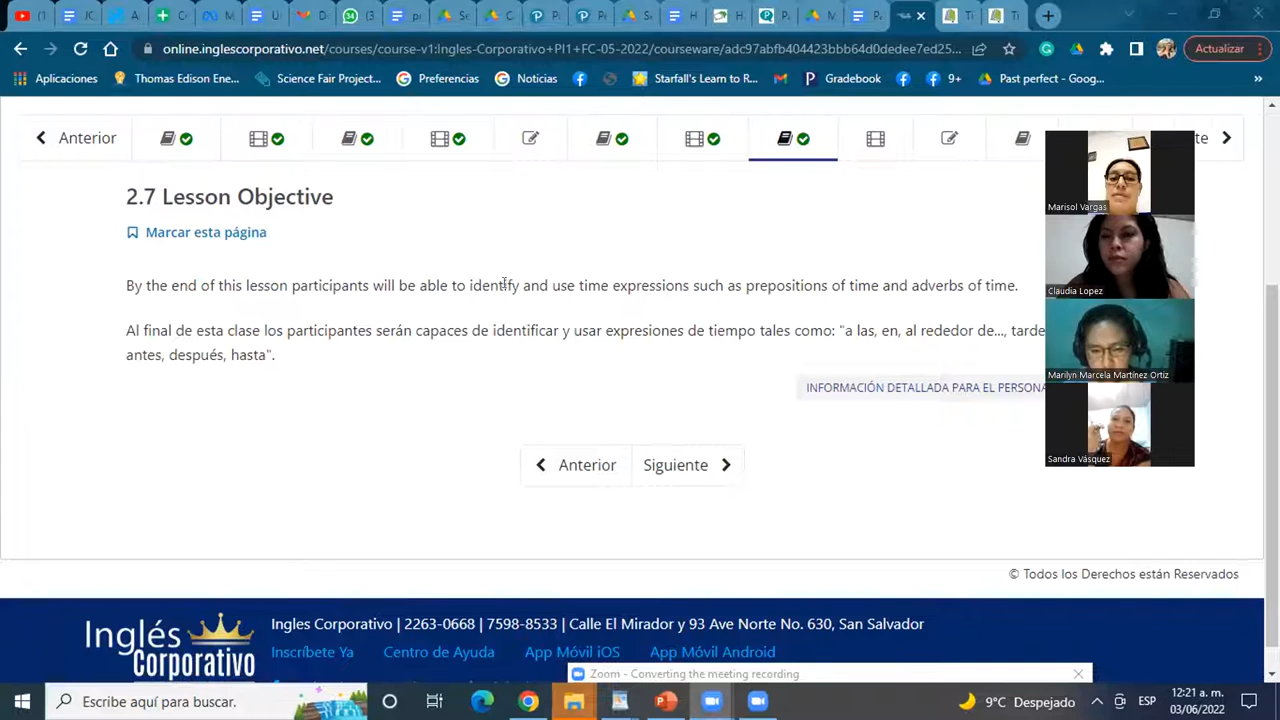 online.inglescorporativo.net/courses/course-v1:Ingles-Corporativo+PI1+FC-05-2022/courseware/adc97abfb404423bbb64d0dedee7ed25...
Actualizar
Aplicaciones
Thomas Edison Ene...
Science Fair Project...
Preferencias
Noticias
Starfall's Learn to R...
Gradebook
9+
Past perfect - Goog...
»
Anterior
2.7 Lesson Objective
Marcar esta página
By the end of this lesson participants will be able to identify and use time expressions such as prepositions of time and adverbs of time.
Al final de esta clase los participantes serán capaces de identificar y usar expresiones de tiempo tales como: "a las, en, al rededor de..., tarde
antes, después, hasta".
INFORMACIÓN DETALLADA PARA EL PERSONA
Anterior
Siguiente
Marisol Vargas
Claudia Lopez
Marilyn Marcela Martínez Ortiz
Sandra Vásquez
© Todos los Derechos están Reservados
Inglés
Corporativo
Ingles Corporativo | 2263-0668 | 7598-8533 | Calle El Mirador y 93 Ave Norte No. 630, San Salvador
Inscríbete Ya
Centro de Ayuda
App Móvil iOS
App Móvil Android
Zoom - Converting the meeting recording
Escribe aquí para buscar.
9°C Despejado
ESP
12:21 a. m.
03/06/2022